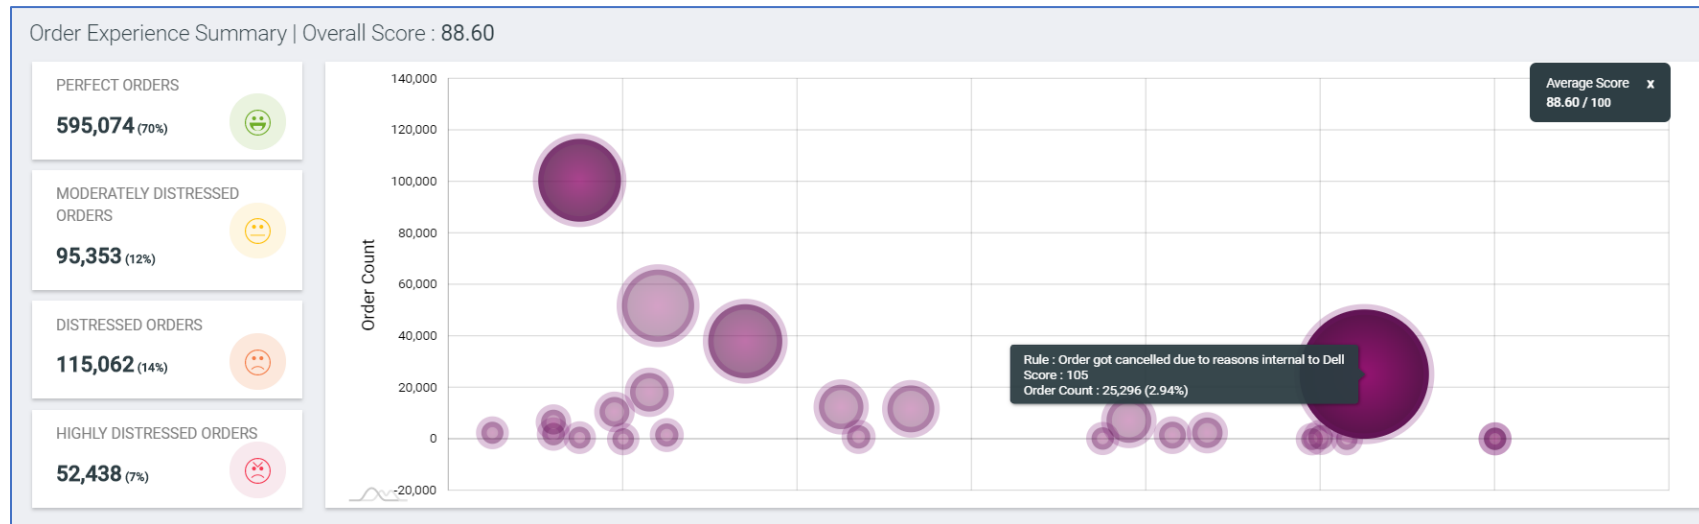 Order Experience Summary | Overall Score : 88.60
PERFECT ORDERS
595,074 (70%)
MODERATELY DISTRESSED
ORDERS
95,353 (12%)
DISTRESSED ORDERS
115,062 (14%)
HIGHLY DISTRESSED ORDERS
52,438 (7%)
Order Count
140,000
120,000
100,000
80,000
60,000
40,000
20,000
0
-20,000
Average Score x
88.60 / 100
Rule : Order got cancelled due to reasons internal to Dell
Score : 105
Order Count : 25,296 (2.94%)